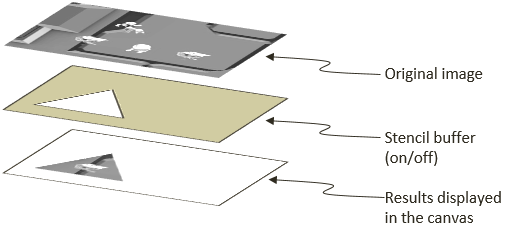 Original image
Stencil buffer
(on/off)
Results displayed
in the canvas